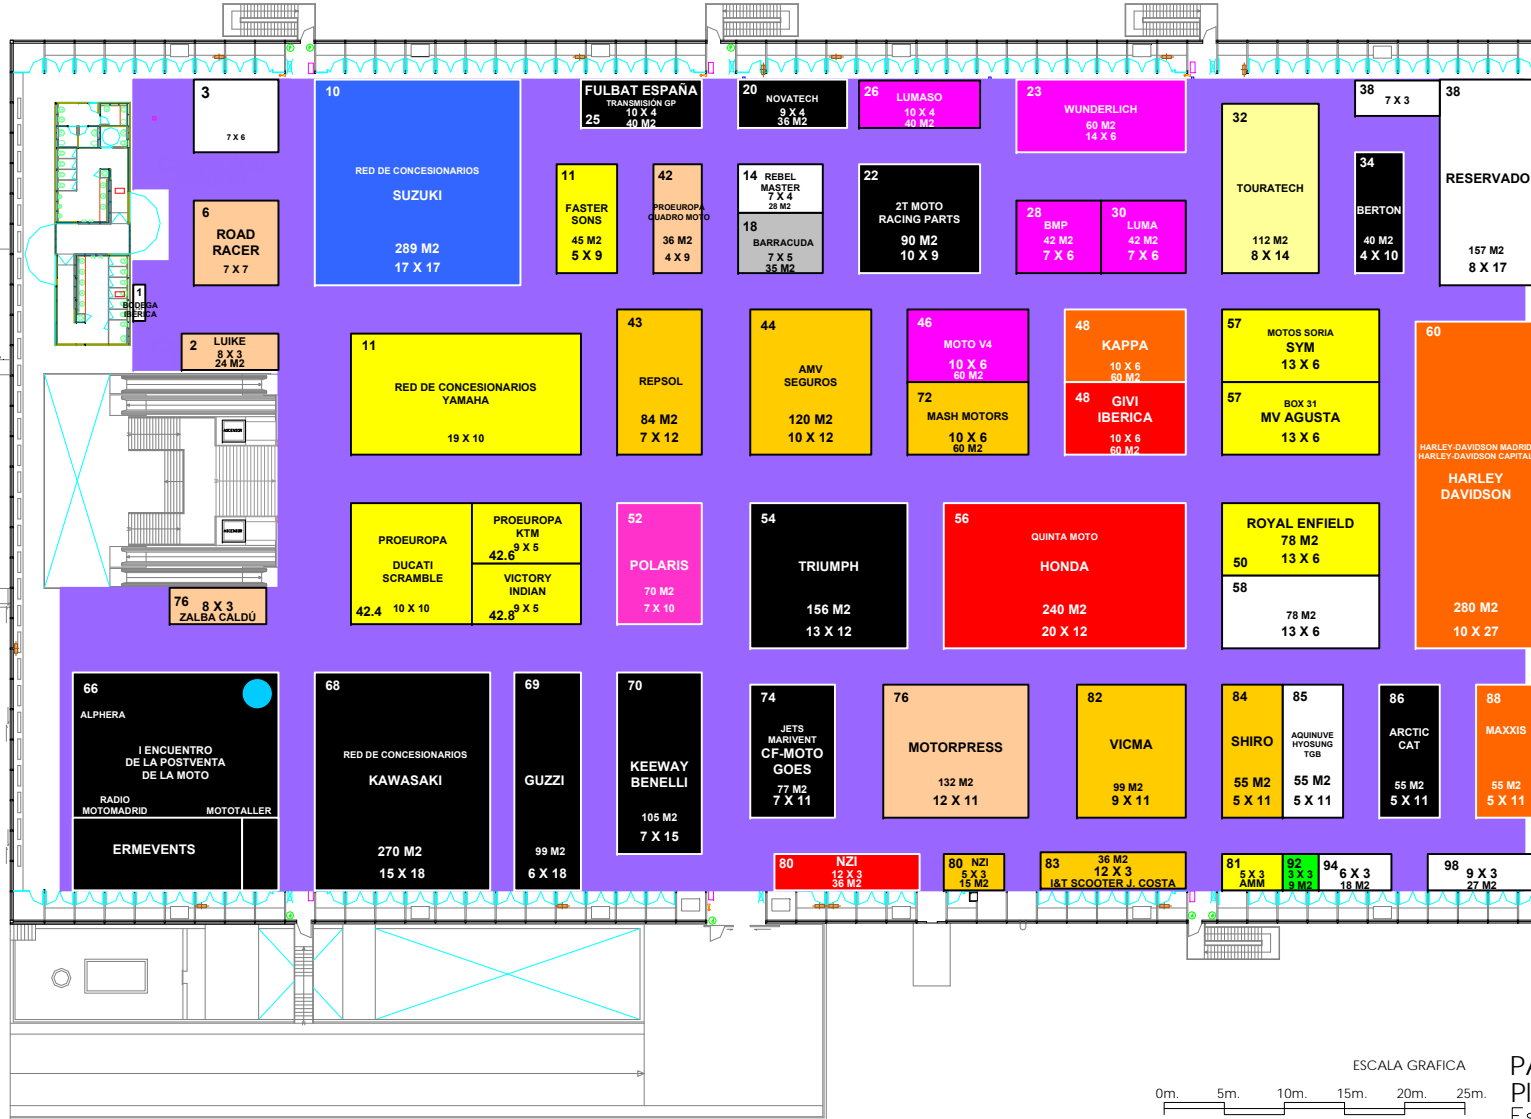 3
7 X 6
10
RED DE CONCESIONARIOS
SUZUKI
289 M2
17 X 17
FULBAT ESPAÑA
TRANSMISIÓN GP
10 X 4
25 40 M2
20 NOVATECH
9 X 4
36 M2
26 LUMASO
10 X 4
40 M2
23
WUNDERLICH
60 M2
14 X 6
32
TOURATECH
112 M2
8 X 14
38 7 X 3
38
RESERVADO
157 M2
8 X 17
6
ROAD
RACER
7 X 7
11
FASTER
SONS
45 M2
5 X 9
42
PROEUROPA
QUADRO MOTO
36 M2
4 X 9
14 REBEL
MASTER
7 X 4
28 M2
18
BARRACUDA
7 X 5
35 M2
22
2T MOTO
RACING PARTS
90 M2
10 X 9
28
BMP
42 M2
7 X 6
30
LUMA
42 M2
7 X 6
34
BERTON
40 M2
4 X 10
1
BODEGA
IBERICA
2 LUIKE
8 X 3
24 M2
11
RED DE CONCESIONARIOS
YAMAHA
19 X 10
43
REPSOL
84 M2
7 X 12
44
AMV
SEGUROS
120 M2
10 X 12
46
MOTO V4
10 X 6
60 M2
72
MASH MOTORS
10 X 6
60 M2
48
KAPPA
10 X 6
60 M2
48 GIVI
IBERICA
10 X 6
60 M2
57
MOTOS SORIA
SYM
13 X 6
57
BOX 31
MV AGUSTA
13 X 6
60
HARLEY-DAVIDSON MADRID
HARLEY-DAVIDSON CAPITAL
HARLEY
DAVIDSON
280 M2
10 X 27
ASCENSOR
ASCENSOR
PROEUROPA
DUCATI
SCRAMBLE
42.4 10 X 10
PROEUROPA
KTM
9 X 5
42.6
VICTORY
INDIAN
9 X 5
42.8
52
POLARIS
70 M2
7 X 10
54
TRIUMPH
156 M2
13 X 12
56
QUINTA MOTO
HONDA
240 M2
20 X 12
ROYAL ENFIELD
78 M2
13 X 6
50
58
78 M2
13 X 6
76 8 X 3
ZALBA CALDÚ
66
ALPHERA
I ENCUENTRO
DE LA POSTVENTA
DE LA MOTO
RADIO
MOTOMADRID
MOTOTALLER
ERMEVENTS
68
RED DE CONCESIONARIOS
KAWASAKI
270 M2
15 X 18
69
GUZZI
99 M2
6 X 18
70
KEEWAY
BENELLI
105 M2
7 X 15
74
JETS
MARIVENT
CF-MOTO
GOES
77 M2
7 X 11
76
MOTORPRESS
132 M2
12 X 11
82
VICMA
99 M2
9 X 11
84
SHIRO
55 M2
5 X 11
85
AQUINUVE
HYOSUNG
TGB
55 M2
5 X 11
86
ARCTIC
CAT
55 M2
5 X 11
88
MAXXIS
55 M2
5 X 11
80 NZI
12 X 3
36 M2
80 NZI
5 X 3
15 M2
83 36 M2
12 X 3
I&T SCOOTER J. COSTA
81
5 X 3
AMM
92
3 X 3
9 M2
94 6 X 3
18 M2
98 9 X 3
27 M2
ESCALA GRAFICA
0m. 5m. 10m. 15m. 20m. 25m.